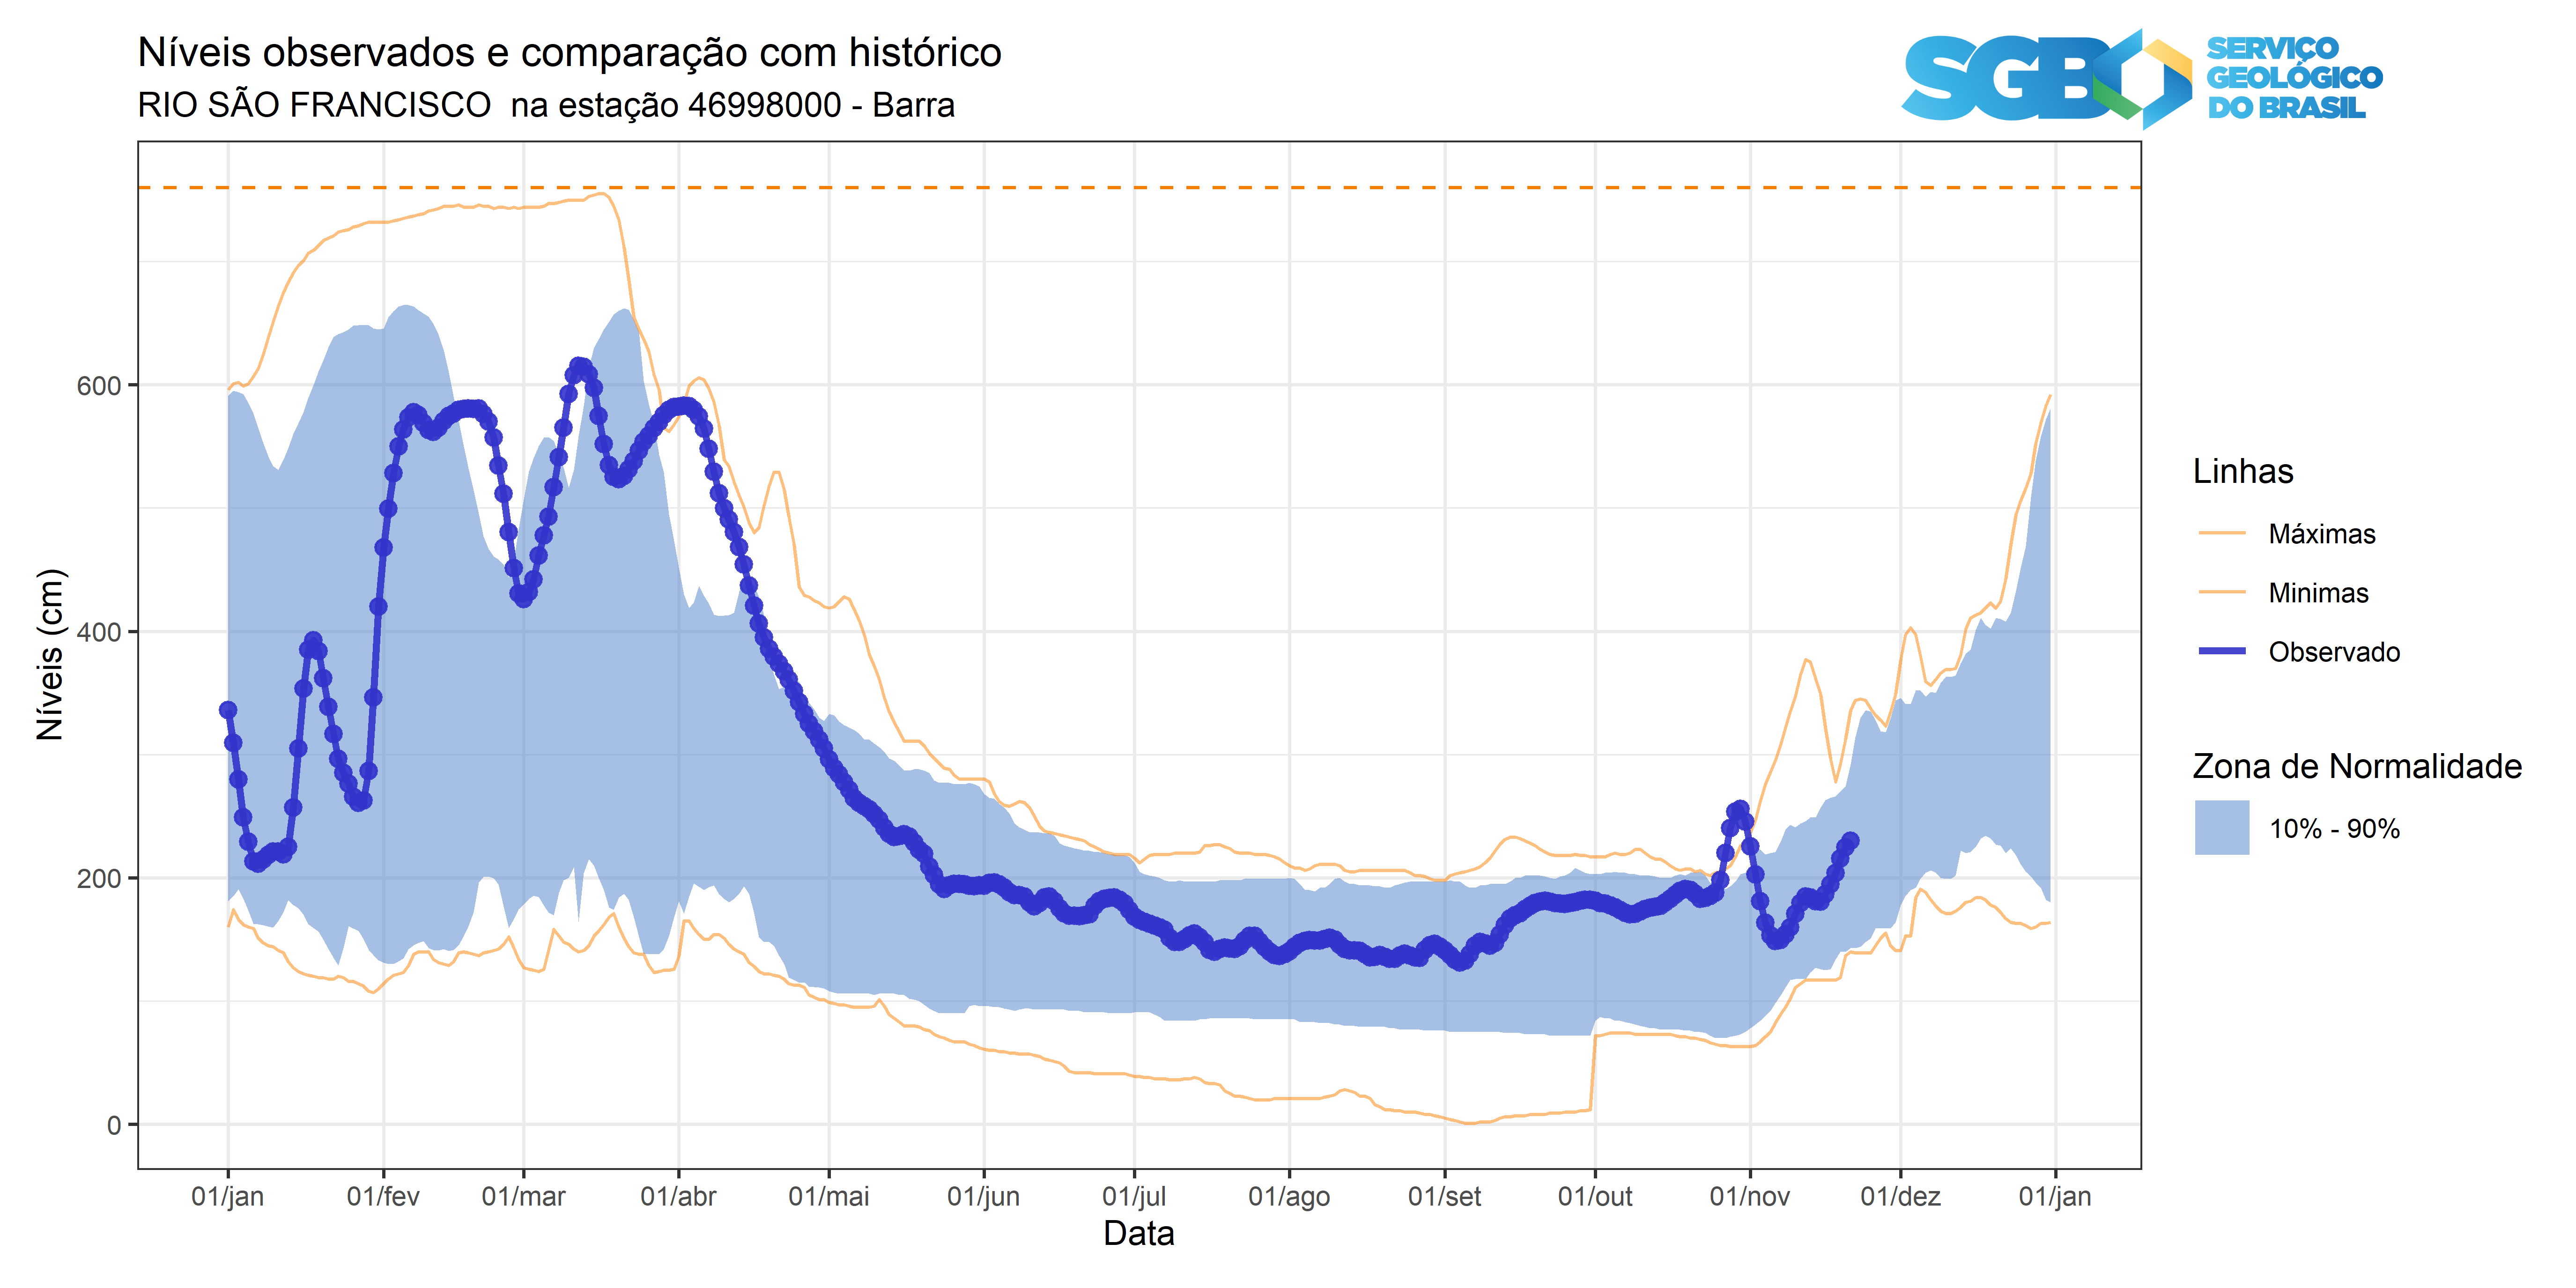 Níveis observados e comparação com histórico
RIO SÃO FRANCISCO  na estação 46998000 - Barra
SGB
SERVIÇO
GEOLÓGICO
DO BRASIL
Níveis (cm)
600
400
200
0
01/jan
01/fev
01/mar
01/abr
01/mai
01/jun
01/jul
01/ago
01/set
01/out
01/nov
01/dez
01/jan
Data
Linhas
Máximas
Minimas
Observado
Zona de Normalidade
10% - 90%